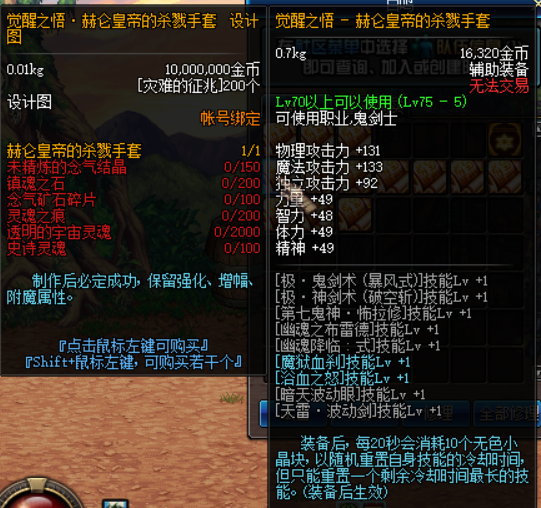 觉醒之悟·赫仑皇帝的杀戮手套 设计图
0.01kg 10,000,000金币
[灾难的征兆]200个
设计图
帐号绑定
赫仑皇帝的杀戮手套 1/1
未精炼的念气结晶 0/150
镇魂之石 0/200
念气矿石碎片 0/100
灵魂之痕 0/200
透明的宇宙灵魂 0/2000
史诗灵魂 0/100
制作后必定成功，保留强化、增幅、
附魔属性。
『点击鼠标左键可购买』
『Shift+鼠标左键，可购买若干个』
觉醒之悟 - 赫仑皇帝的杀戮手套
0.7kg 16,320金币
辅助装备
无法交易
Lv70以上可以使用 (Lv75 - 5)
可使用职业,鬼剑士
物理攻击力 +131
魔法攻击力 +133
独立攻击力 +92
力量 +49
智力 +48
体力 +49
精神 +49
[极·鬼剑术 (暴风式)]技能Lv +1
[极·神剑术 (破空斩)]技能Lv +1
[第七鬼神·怖拉修]技能Lv +1
[幽魂之布雷德]技能Lv +1
[幽魂降临：式]技能Lv +1
[魔狱血刹]技能Lv +1
[浴血之怒]技能Lv +1
[暗天波动眼]技能Lv +1
[天雷·波动剑]技能Lv +1
装备后，每20秒会消耗10个无色小
晶块，以随机重置自身技能的冷却时间，
但只能重置一个剩余冷却时间最长的技
能。(装备后生效)
全部修理